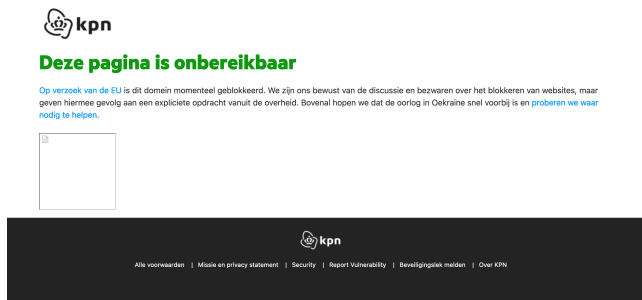 kpn
Deze pagina is onbereikbaar
Op verzoek van de EU is dit domein momenteel geblokkeerd. We zijn ons bewust van de discussie en bezwaren over het blokkeren van websites, maar
geven hiermee gevolg aan een expliciete opdracht vanuit de overheid. Bovenal hopen we dat de oorlog in Oekraïne snel voorbij is en proberen we waar
nodig te helpen.
kpn
Alle voorwaarden | Missie en privacy statement | Security | Report Vulnerability | Beveiligingslek melden | Over KPN